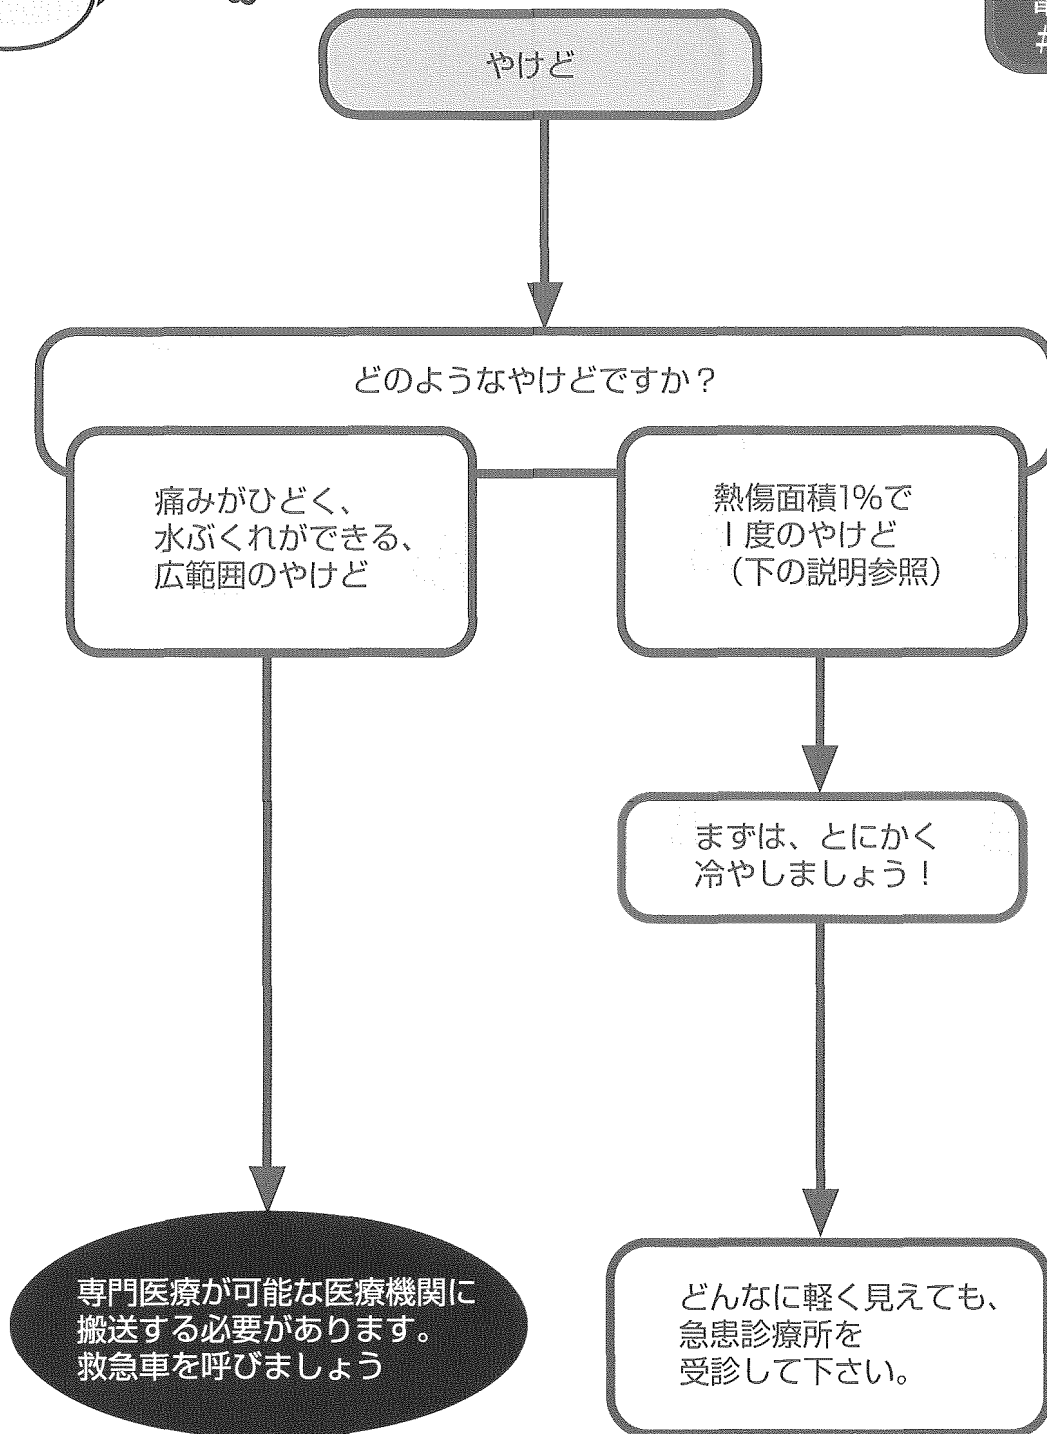 やけど
どのようなやけどですか？
痛みがひどく、
水ぶくれができる、
広範囲のやけど
熱傷面積1%で
Ⅰ度のやけど
（下の説明参照）
まずは、とにかく
冷やしましょう！
専門医療が可能な医療機関に
搬送する必要があります。
救急車を呼びましょう
どんなに軽く見えても、
急患診療所を
受診して下さい。